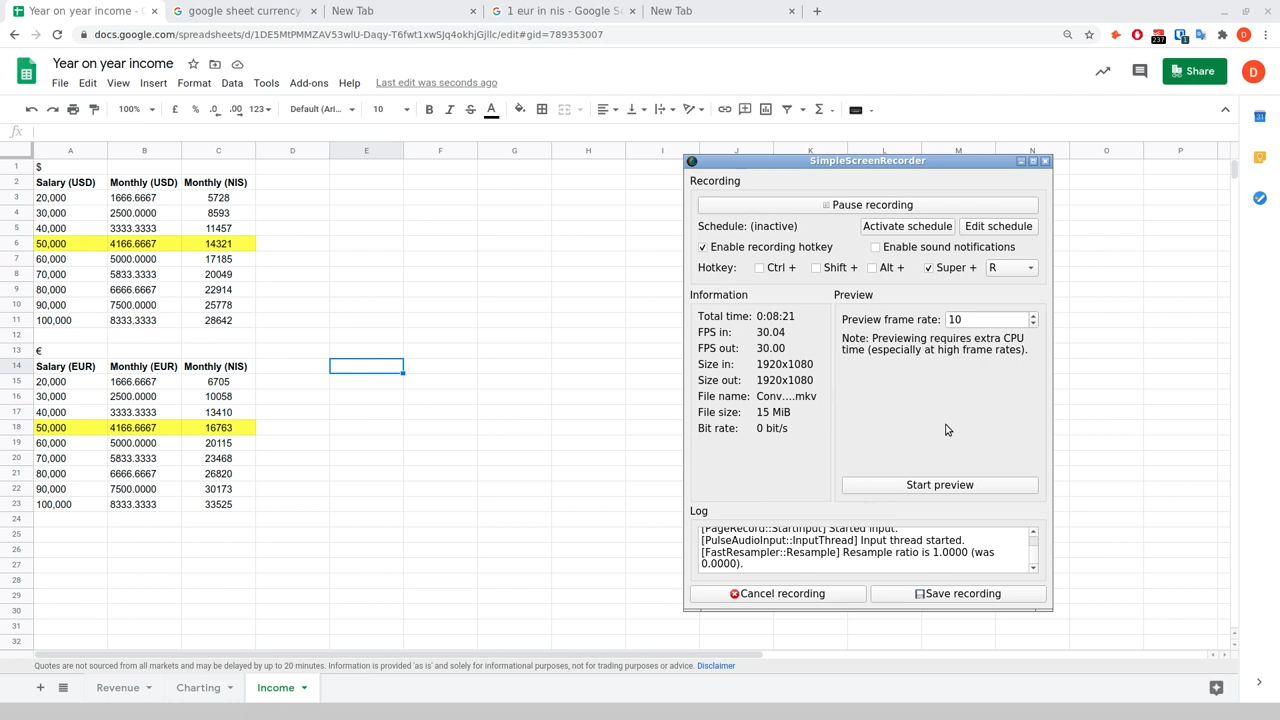 Year on year income - G
google sheet currency
New Tab
1 eur in nis - Google S
New Tab
docs.google.com/spreadsheets/d/1DE5MtPMMZAV53wlU-Daqy-T6fwt1xwSJq4okhjGjllc/edit#gid=789353007
237
1
D
Year on year income
File Edit View Insert Format Data Tools Add-ons Help Last edit was seconds ago
Share
D
100% £ % .0 .00 123 Default (Ari... 10 B I S A
fx
A B C D E F G H I J K L M N O P
1 $
2 Salary (USD) Monthly (USD) Monthly (NIS)
3 20,000 1666.6667 5728
4 30,000 2500.0000 8593
5 40,000 3333.3333 11457
6 50,000 4166.6667 14321
7 60,000 5000.0000 17185
8 70,000 5833.3333 20049
9 80,000 6666.6667 22914
10 90,000 7500.0000 25778
11 100,000 8333.3333 28642
12
13 €
14 Salary (EUR) Monthly (EUR) Monthly (NIS)
15 20,000 1666.6667 6705
16 30,000 2500.0000 10058
17 40,000 3333.3333 13410
18 50,000 4166.6667 16763
19 60,000 5000.0000 20115
20 70,000 5833.3333 23468
21 80,000 6666.6667 26820
22 90,000 7500.0000 30173
23 100,000 8333.3333 33525
24
25
26
27
28
29
30
31
32
SimpleScreenRecorder
Recording
Pause recording
Schedule: (inactive) Activate schedule Edit schedule
Enable recording hotkey Enable sound notifications
Hotkey: Ctrl + Shift + Alt + Super + R
Information
Total time: 0:08:21
FPS in: 30.04
FPS out: 30.00
Size in: 1920x1080
Size out: 1920x1080
File name: Conv....mkv
File size: 15 MiB
Bit rate: 0 bit/s
Preview
Preview frame rate: 10
Note: Previewing requires extra CPU
time (especially at high frame rates).
Start preview
Log
[PageRecord::StartInput] Started input.
[PulseAudioInput::InputThread] Input thread started.
[FastResampler::Resample] Resample ratio is 1.0000 (was
0.0000).
Cancel recording Save recording
Quotes are not sourced from all markets and may be delayed by up to 20 minutes. Information is provided 'as is' and solely for informational purposes, not for trading purposes or advice. Disclaimer
Revenue Charting Income